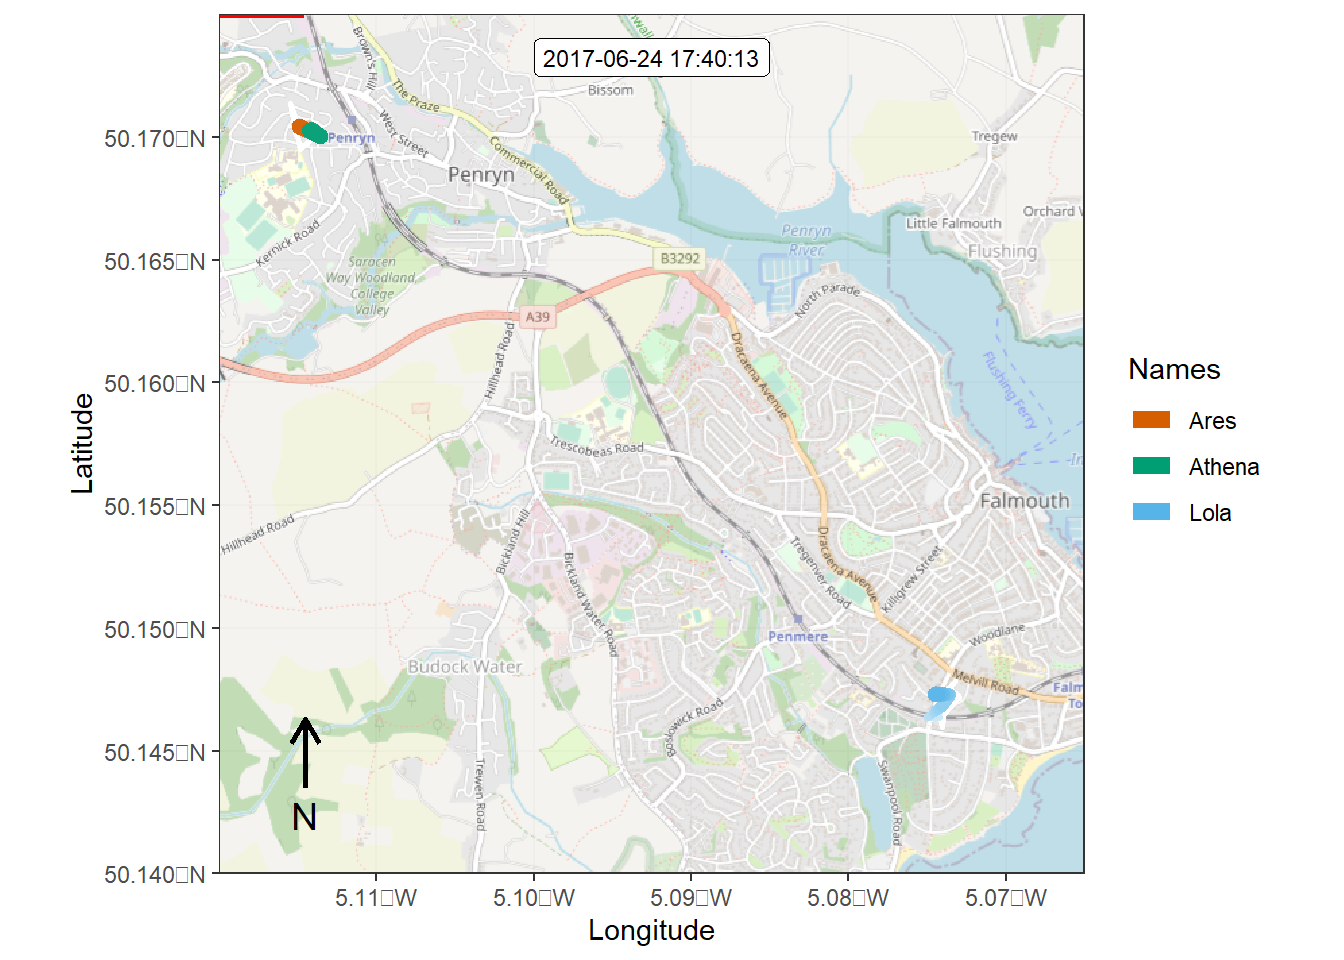 2017-06-24 17:40:13
Brown's Hill
The Praze
West Street
Commercial Road
Bissom
Tregew
Penryn
Penryn
Penryn
River
Little Falmouth
Flushing
Kernick Road
Saracen
Way Woodland,
College
Valley
B3292
A39
North Parade
Hillhead Road
Dracaena Avenue
Flushing Ferry
Trescobeas Road
Falmouth
Hillhead Road
Bickland Hill
Bickland Water Road
Dracaena Avenue
Tregenver Road
Killigrew Street
Penmere
Woodlane
Budock Water
Melvill Road
Boslowick Road
Swanpool Road
Trewen Road
N
50.170□N
50.165□N
50.160□N
50.155□N
50.150□N
50.145□N
50.140□N
5.11□W
5.10□W
5.09□W
5.08□W
5.07□W
Latitude
Longitude
Names
Ares
Athena
Lola